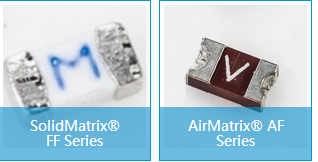 M
V
SolidMatrix®
FF Series
AirMatrix® AF
Series